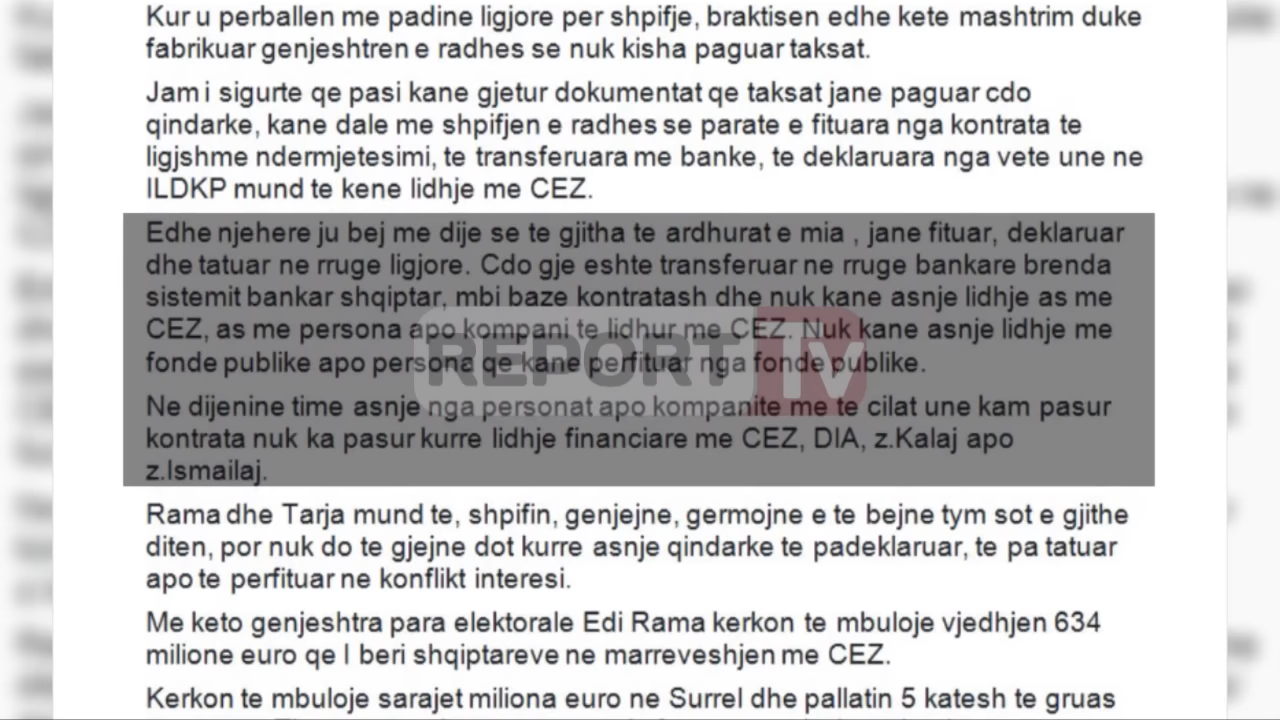 Kur u perballen me padine ligjore per shpifje, braktisen edhe kete mashtrim duke
fabrikuar genjeshtren e radhes se nuk kisha paguar taksat.
Jam i sigurte qe pasi kane gjetur dokumentat qe taksat jane paguar cdo
qindarke, kane dale me shpifjen e radhes se parate e fituara nga kontrata te
ligjshme ndermjetesimi, te transferuara me banke, te deklaruara nga vete une ne
ILDKP mund te kene lidhje me CEZ.
Edhe njehere ju bej me dije se te gjitha te ardhurat e mia , jane fituar, deklaruar
dhe tatuar ne rruge ligjore. Cdo gje eshte transferuar ne rruge bankare brenda
sistemit bankar shqiptar, mbi baze kontratash dhe nuk kane asnje lidhje as me
CEZ, as me persona apo kompani te lidhur me CEZ. Nuk kane asnje lidhje me
fonde publike apo persona qe kane perfituar nga fonde publike.
REPORT TV
Ne dijenine time asnje nga personat apo kompanite me te cilat une kam pasur
kontrata nuk ka pasur kurre lidhje financiare me CEZ, DIA, z.Kalaj apo
z.Ismailaj.
Rama dhe Tarja mund te, shpifin, genjejne, germojne e te bejne tym sot e gjithe
diten, por nuk do te gjejne dot kurre asnje qindarke te padeklaruar, te pa tatuar
apo te perfituar ne konflikt interesi.
Me keto genjeshtra para elektorale Edi Rama kerkon te mbuloje vjedhjen 634
milione euro qe I beri shqiptareve ne marreveshjen me CEZ.
Kerkon te mbuloje sarajet miliona euro ne Surrel dhe pallatin 5 katesh te gruas